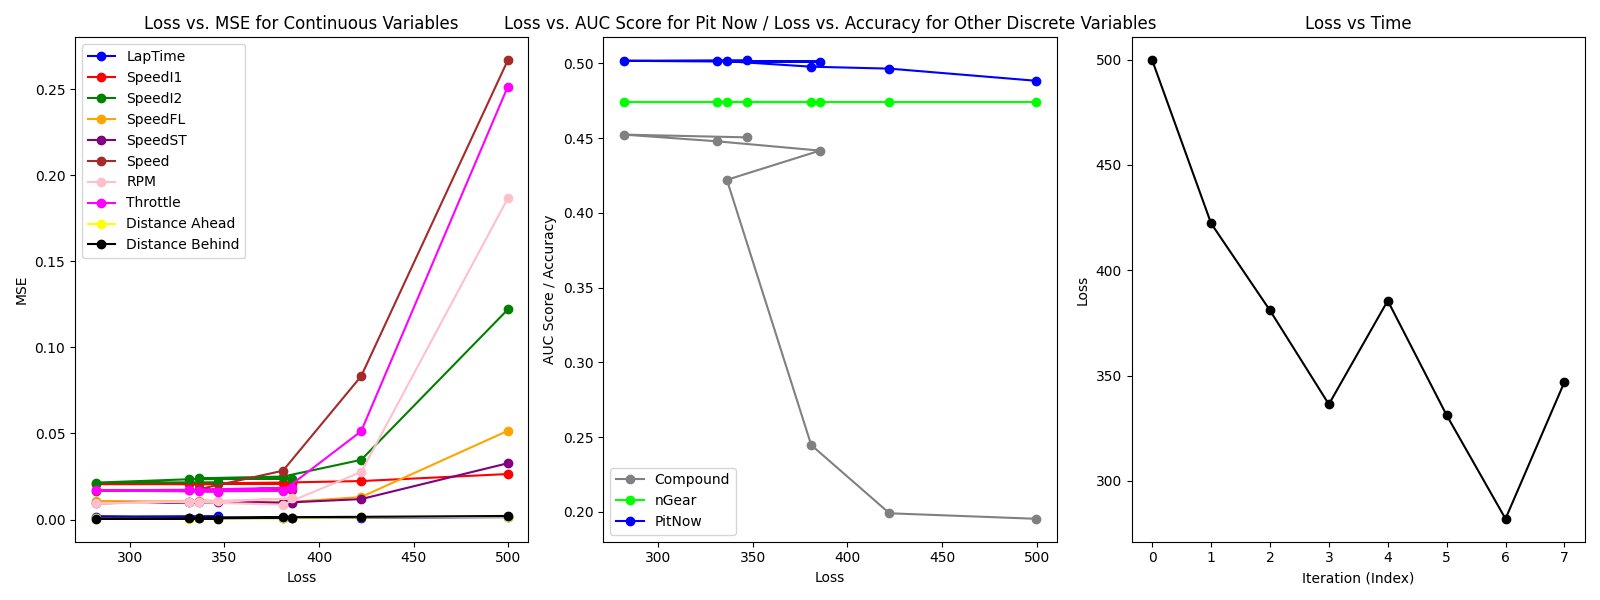 Loss vs. MSE for Continuous Variables
MSE
0.25
0.20
0.15
0.10
0.05
0.00
LapTime
SpeedI1
SpeedI2
SpeedFL
SpeedST
Speed
RPM
Throttle
Distance Ahead
Distance Behind
300 350 400 450 500
Loss
Loss vs. AUC Score for Pit Now / Loss vs. Accuracy for Other Discrete Variables
AUC Score / Accuracy
0.50
0.45
0.40
0.35
0.30
0.25
0.20
Compound
nGear
PitNow
300 350 400 450 500
Loss
Loss vs Time
Loss
500
450
400
350
300
0 1 2 3 4 5 6 7
Iteration (Index)